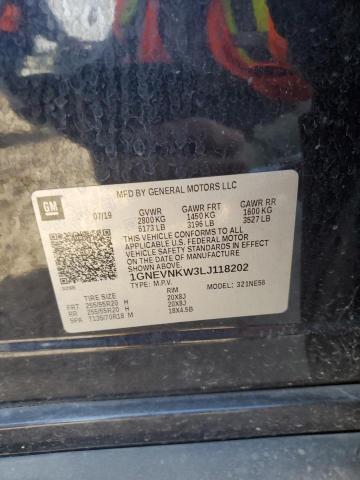 MFD BY GENERAL MOTORS LLC
GM
07/19
GVWR GAWR FRT GAWR RR
2800 KG 1450 KG 1600 KG
6173 LB 3196 LB 3527 LB
THIS VEHICLE CONFORMS TO ALL
APPLICABLE U.S. FEDERAL MOTOR
VEHICLE SAFETY STANDARDS IN
EFFECT ON THE DATE OF
MANUFACTURE SHOWN ABOVE.
1GNEVNKW3LJ118202
TYPE: M.P.V. MODEL: 321NE58
TIRE SIZE RIM
FRT 255/55R20 H 20X8J
RR 255/55R20 H 20X8J
SPA T135/70R18 M 18X4.5B